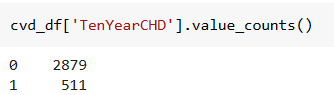 cvd_df['TenYearCHD'].value_counts()
0    2879
1     511